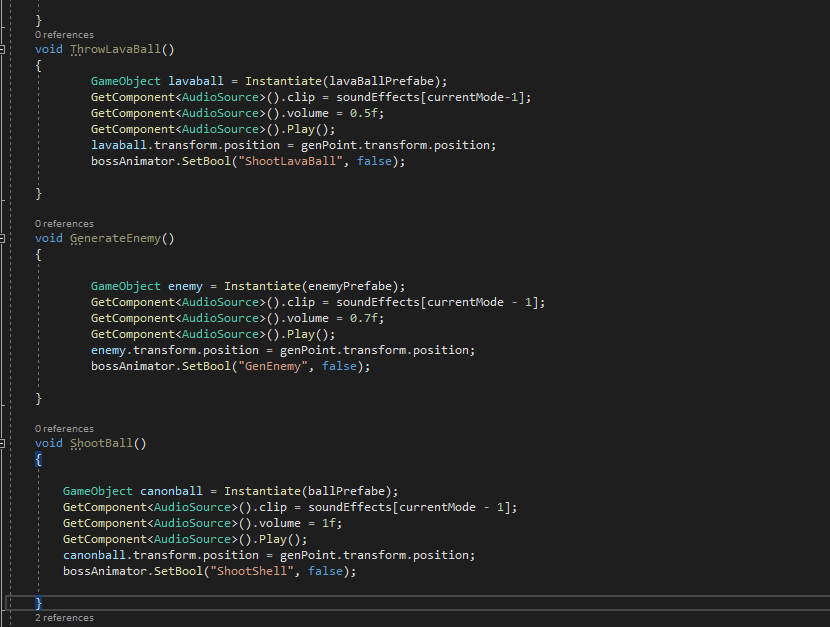 }
0 references
void ThrowLavaBall()
{
GameObject lavaball = Instantiate(lavaBallPrefabe);
GetComponent<AudioSource>().clip = soundEffects[currentMode-1];
GetComponent<AudioSource>().volume = 0.5f;
GetComponent<AudioSource>().Play();
lavaball.transform.position = genPoint.transform.position;
bossAnimator.SetBool("ShootLavaBall", false);
}
0 references
void GenerateEnemy()
{
GameObject enemy = Instantiate(enemyPrefabe);
GetComponent<AudioSource>().clip = soundEffects[currentMode - 1];
GetComponent<AudioSource>().volume = 0.7f;
GetComponent<AudioSource>().Play();
enemy.transform.position = genPoint.transform.position;
bossAnimator.SetBool("GenEnemy", false);
}
0 references
void ShootBall()
{
GameObject canonball = Instantiate(ballPrefabe);
GetComponent<AudioSource>().clip = soundEffects[currentMode - 1];
GetComponent<AudioSource>().volume = 1f;
GetComponent<AudioSource>().Play();
canonball.transform.position = genPoint.transform.position;
bossAnimator.SetBool("ShootShell", false);
}
2 references